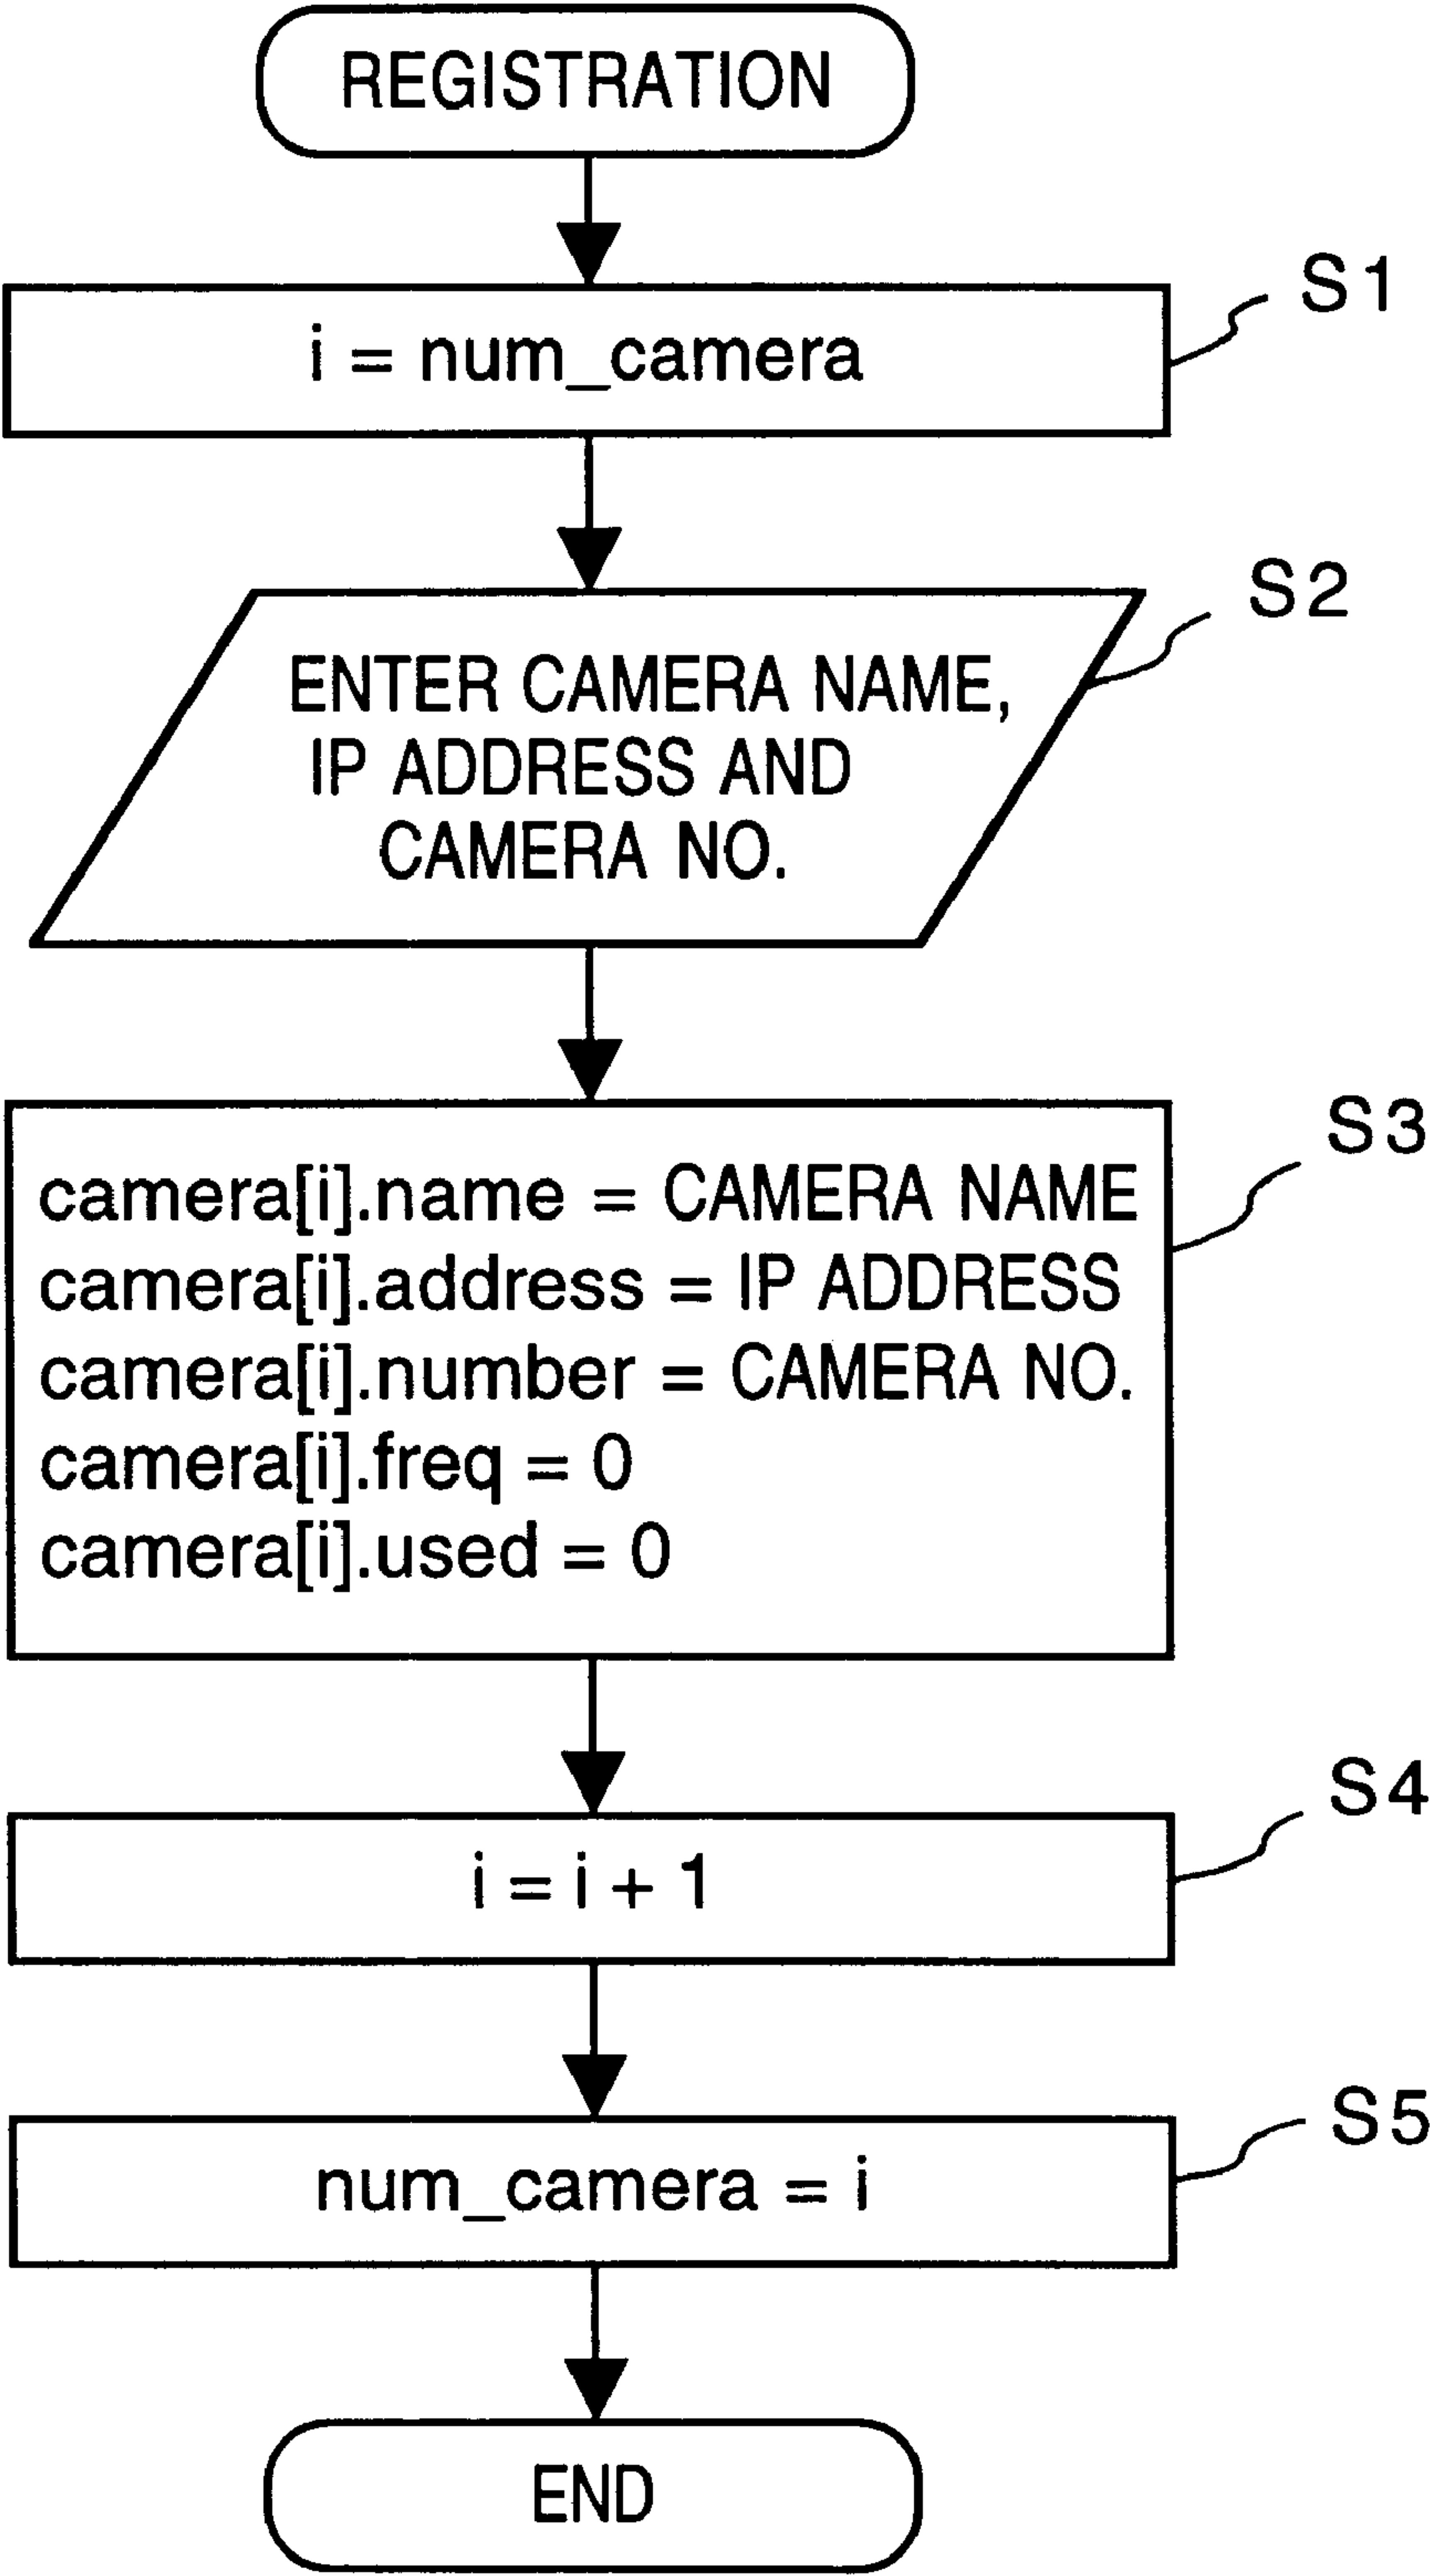 REGISTRATION
S1
i = num_camera
S2
ENTER CAMERA NAME,
IP ADDRESS AND
CAMERA NO.
S3
camera[i].name = CAMERA NAME
camera[i].address = IP ADDRESS
camera[i].number = CAMERA NO.
camera[i].freq = 0
camera[i].used = 0
S4
i = i + 1
S5
num_camera = i
END